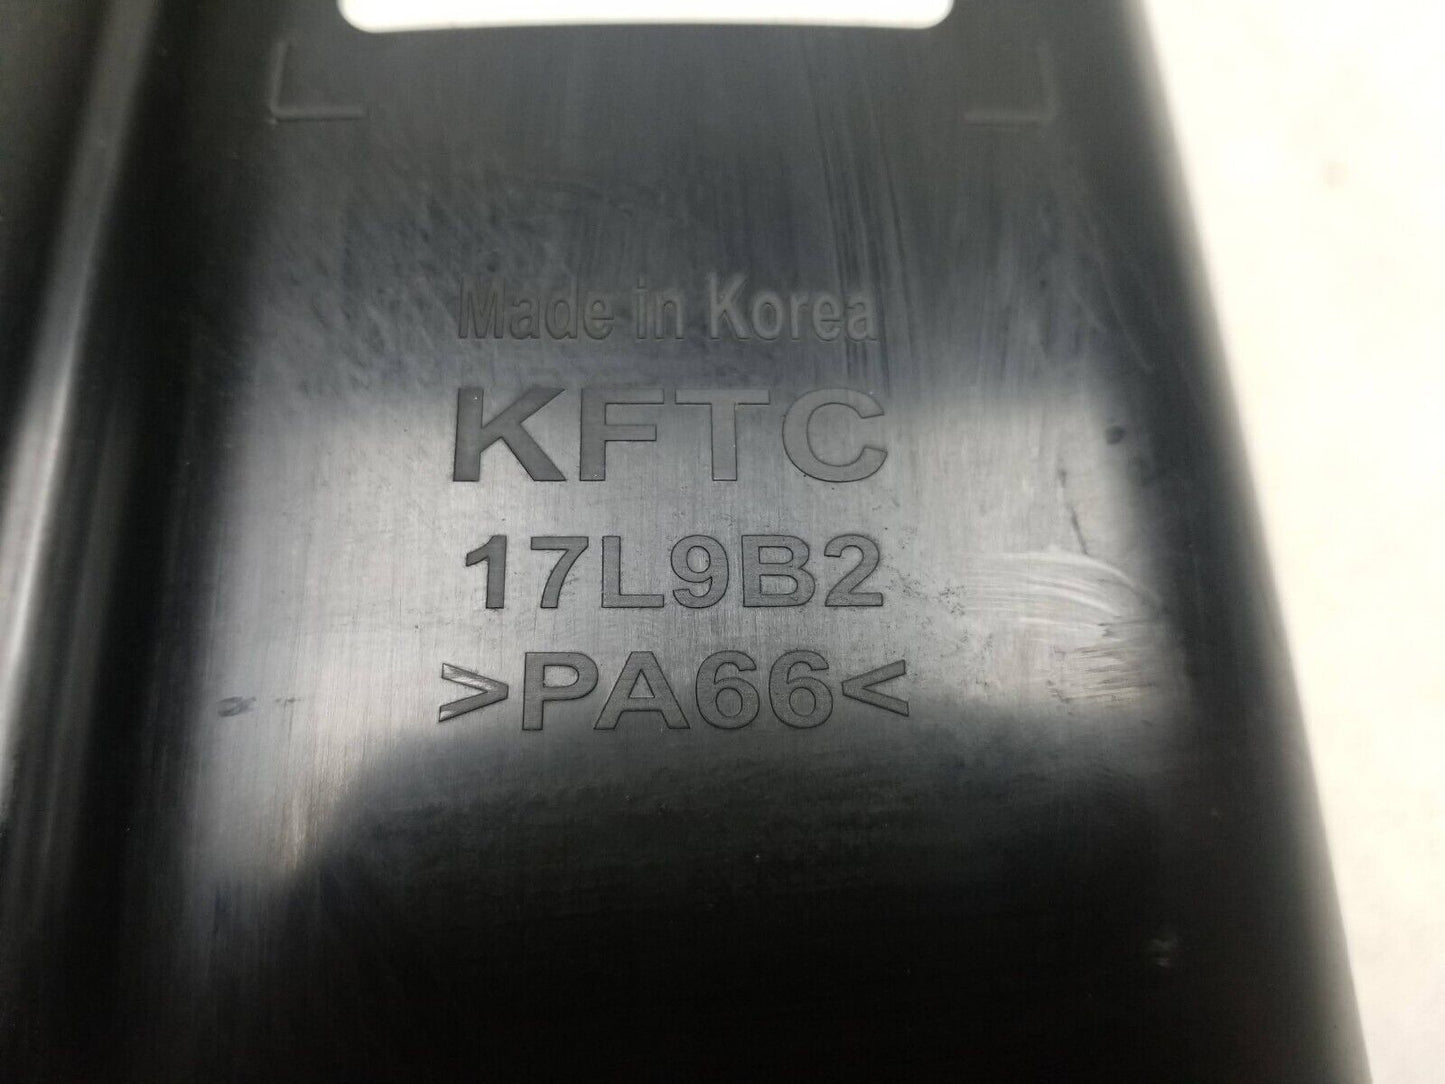 Made in Korea
KFTC
17L9B2
>PA66<